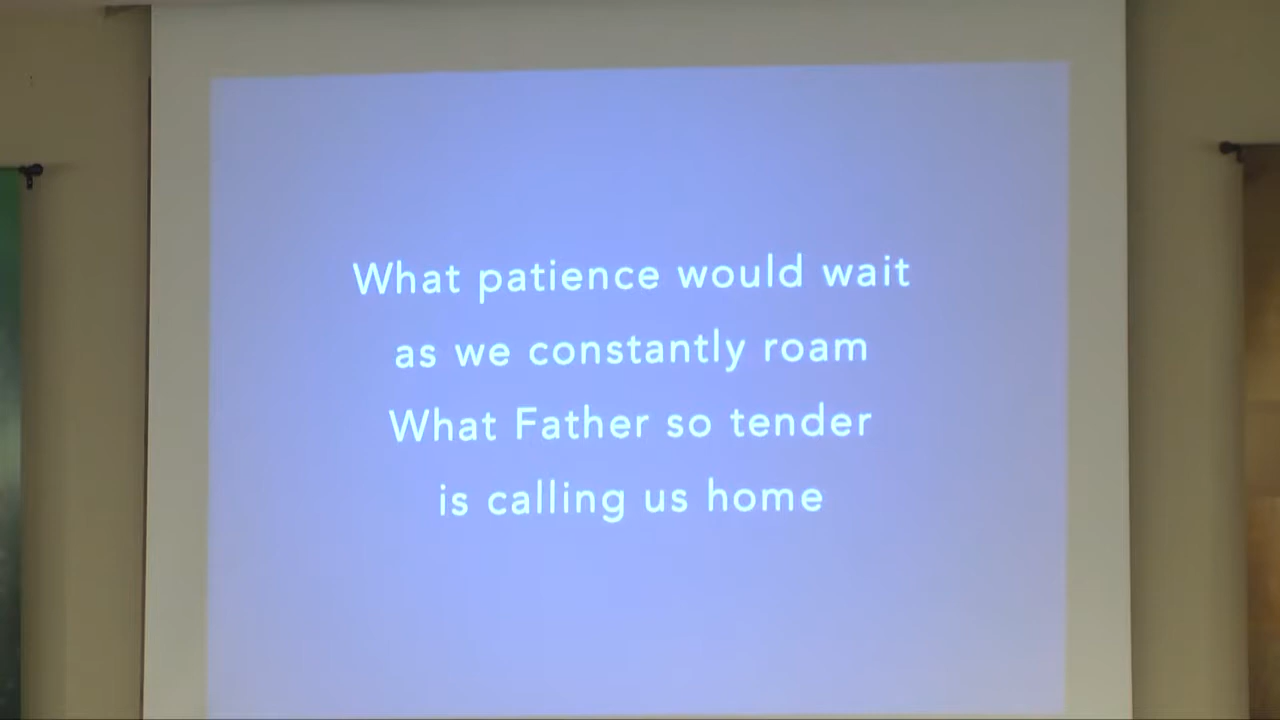 What patience would wait
as we constantly roam
What Father so tender
is calling us home